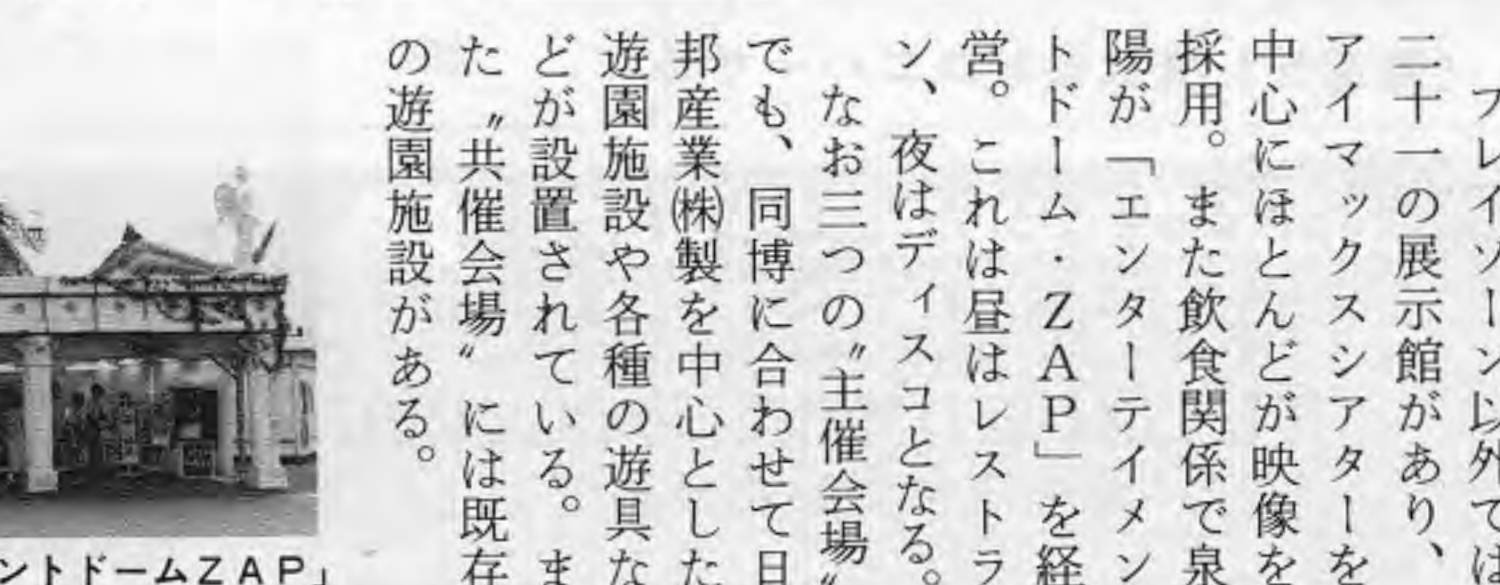 プレイゾーン以外では
二十一の展示館があり、
アイマックスシアターを
中心にほとんどが映像を
採用。また飲食関係で泉
陽が「エンターテイメン
トドーム・ZAP」を経
営。これは昼はレストラ
ン、夜はディスコとなる。
なお三つの〝主催会場〟
でも、同博に合わせて日
邦産業㈱製を中心とした
遊園施設や各種の遊具な
どが設置されている。ま
た〝共催会場〟には既存
の遊園施設がある。
ントドームZAP」